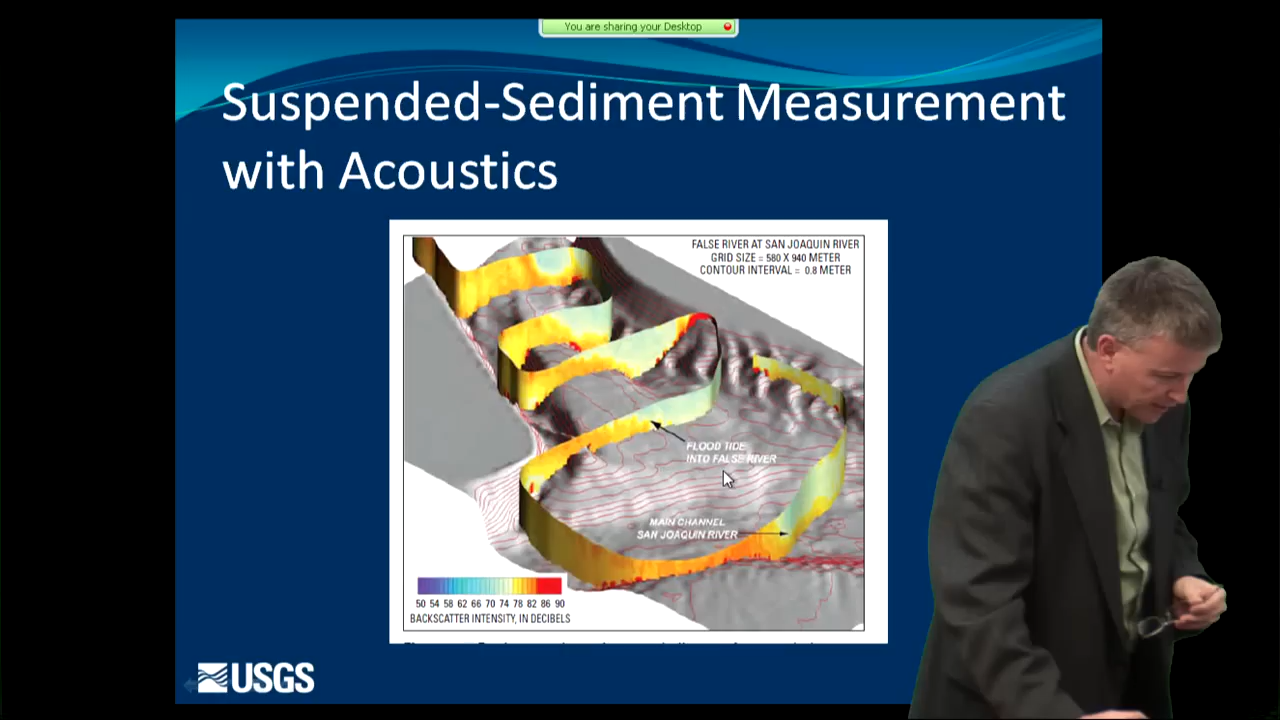 You are sharing your Desktop
Suspended-Sediment Measurement
with Acoustics
FALSE RIVER AT SAN JOAQUIN RIVER
GRID SIZE = 580 X 940 METER
CONTOUR INTERVAL = 0.8 METER
FLOOD TIDE
INTO FALSE RIVER
MAIN CHANNEL
SAN JOAQUIN RIVER
50 54 58 62 66 70 74 78 82 86 90
BACKSCATTER INTENSITY, IN DECIBELS
USGS